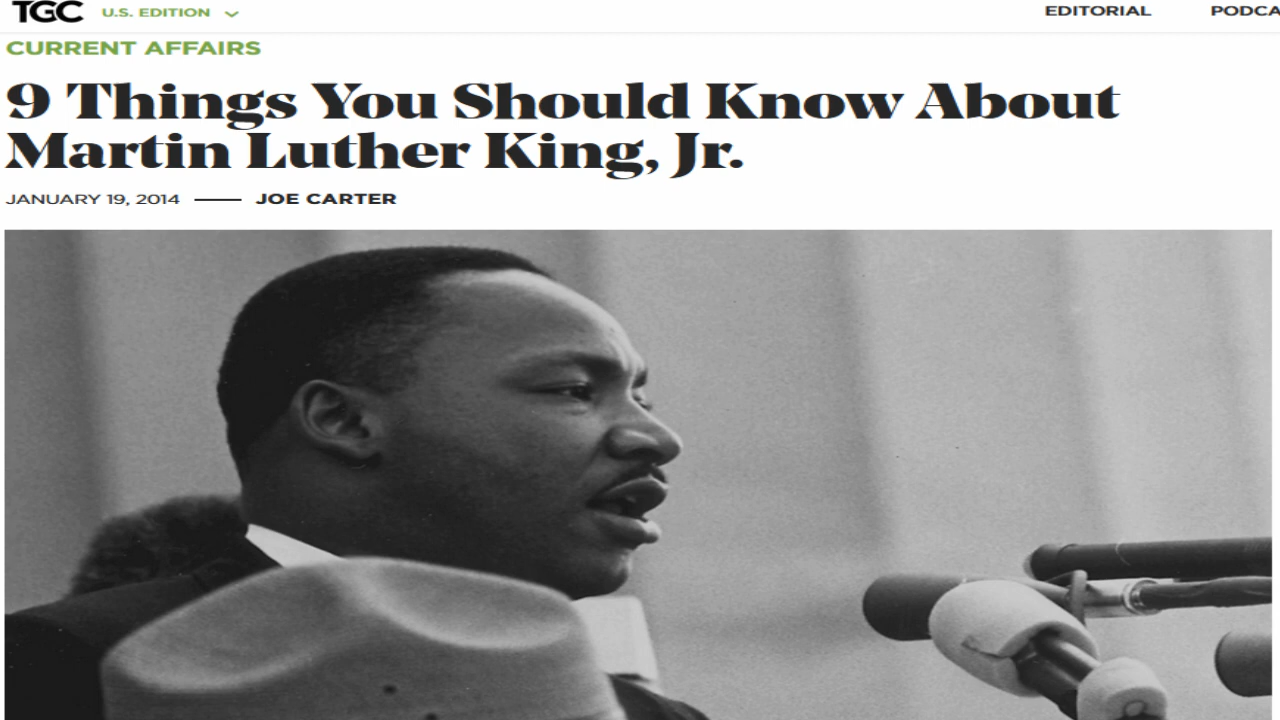 TGC U.S. EDITION EDITORIAL PODCA
CURRENT AFFAIRS
9 Things You Should Know About
Martin Luther King, Jr.
JANUARY 19, 2014 — JOE CARTER